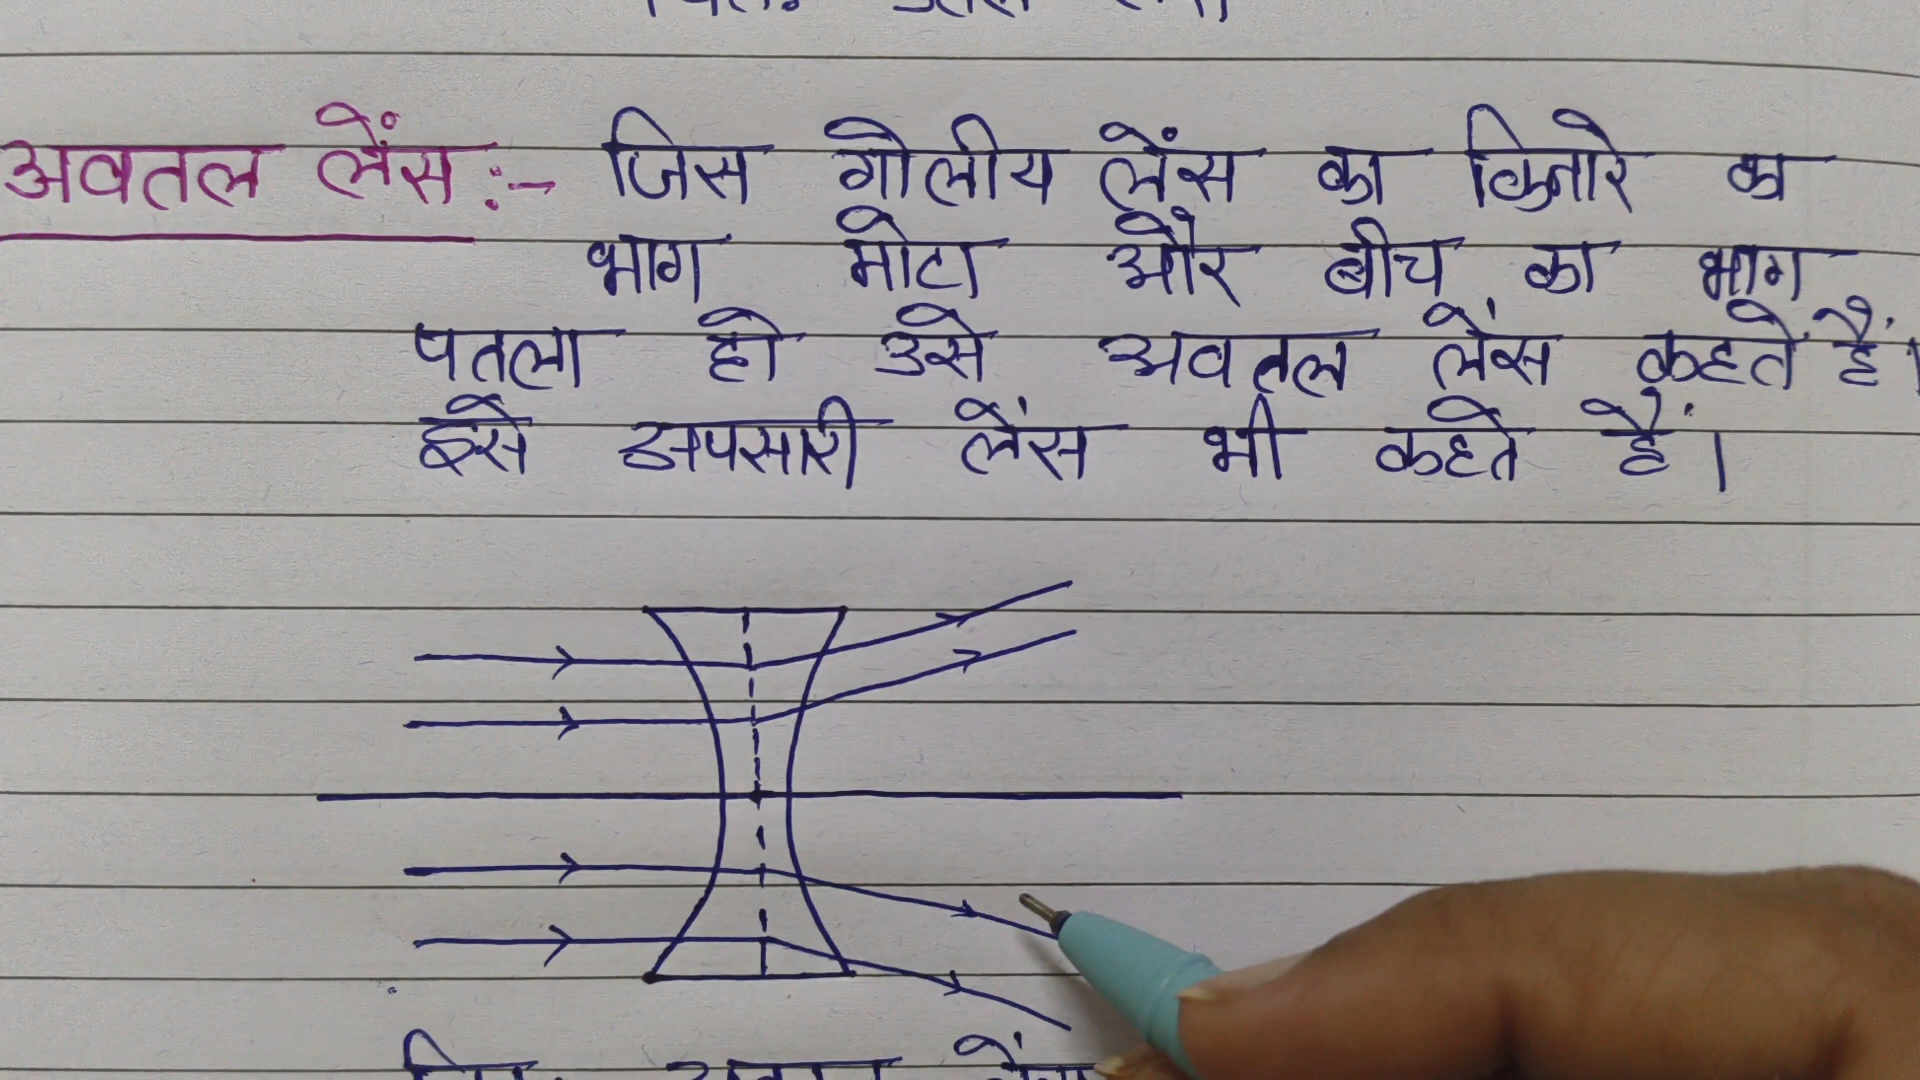 अवतल लेंस :- जिस गोलीय लेंस का किनारे का
भाग मोटा और बीच का भाग
पतला हो उसे अवतल लेंस कहते हैं।
इसे अपसारी लेंस भी कहते हैं।